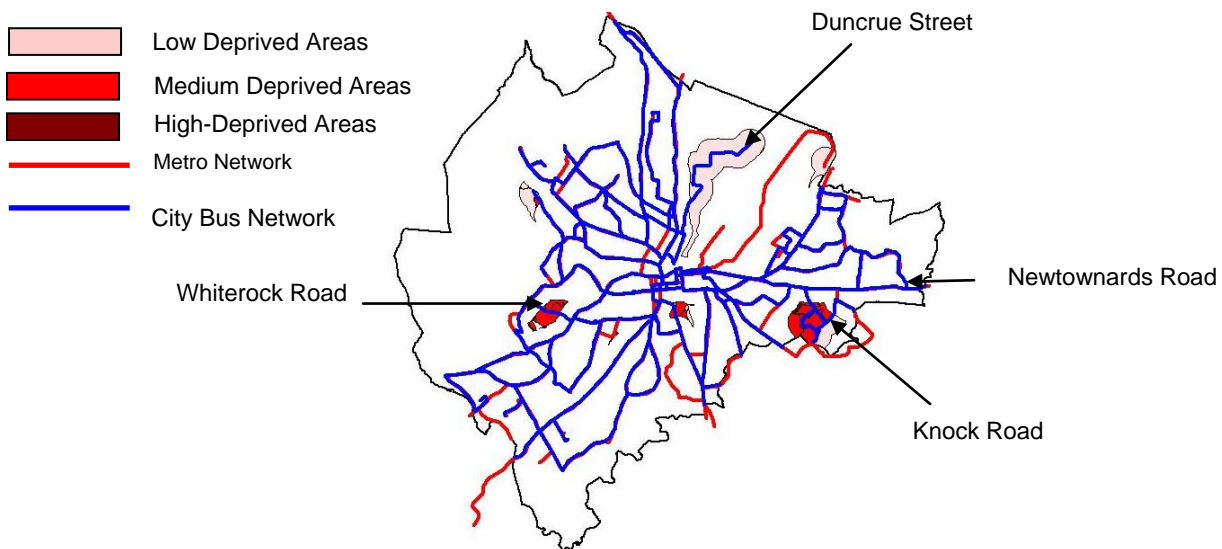 Duncrue Street
Low Deprived Areas
Medium Deprived Areas
High-Deprived Areas
Metro Network
City Bus Network
Whiterock Road
Newtownards Road
Knock Road